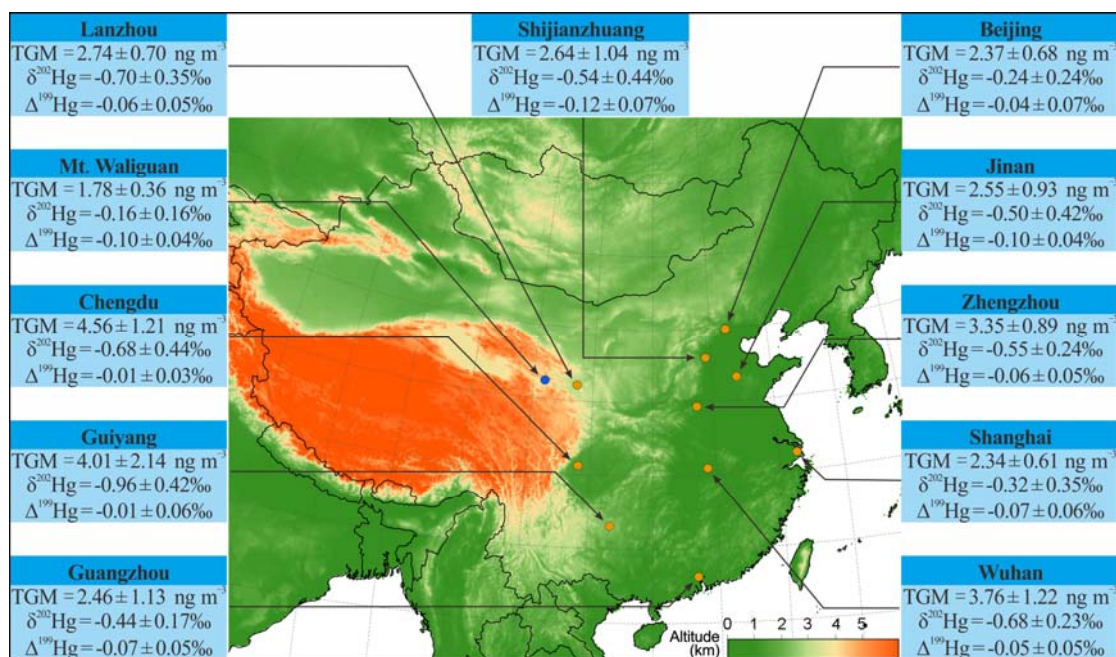 Lanzhou
TGM = 2.74 ± 0.70 ng m⁻³
δ²⁰²Hg = -0.70 ± 0.35‰
Δ¹⁹⁹Hg = -0.06 ± 0.05‰
Shijianzhuang
TGM = 2.64 ± 1.04 ng m⁻³
δ²⁰²Hg = -0.54 ± 0.44‰
Δ¹⁹⁹Hg = -0.12 ± 0.07‰
Beijing
TGM = 2.37 ± 0.68 ng m⁻³
δ²⁰²Hg = -0.24 ± 0.24‰
Δ¹⁹⁹Hg = -0.04 ± 0.07‰
Mt. Waliguan
TGM = 1.78 ± 0.36 ng m⁻³
δ²⁰²Hg = -0.16 ± 0.16‰
Δ¹⁹⁹Hg = -0.10 ± 0.04‰
Jinan
TGM = 2.55 ± 0.93 ng m⁻³
δ²⁰²Hg = -0.50 ± 0.42‰
Δ¹⁹⁹Hg = -0.10 ± 0.04‰
Chengdu
TGM = 4.56 ± 1.21 ng m⁻³
δ²⁰²Hg = -0.68 ± 0.44‰
Δ¹⁹⁹Hg = -0.01 ± 0.03‰
Zhengzhou
TGM = 3.35 ± 0.89 ng m⁻³
δ²⁰²Hg = -0.55 ± 0.24‰
Δ¹⁹⁹Hg = -0.06 ± 0.05‰
Guiyang
TGM = 4.01 ± 2.14 ng m⁻³
δ²⁰²Hg = -0.96 ± 0.42‰
Δ¹⁹⁹Hg = -0.01 ± 0.06‰
Shanghai
TGM = 2.34 ± 0.61 ng m⁻³
δ²⁰²Hg = -0.32 ± 0.35‰
Δ¹⁹⁹Hg = -0.07 ± 0.06‰
Guangzhou
TGM = 2.46 ± 1.13 ng m⁻³
δ²⁰²Hg = -0.44 ± 0.17‰
Δ¹⁹⁹Hg = -0.07 ± 0.05‰
Wuhan
TGM = 3.76 ± 1.22 ng m⁻³
δ²⁰²Hg = -0.68 ± 0.23‰
Δ¹⁹⁹Hg = -0.05 ± 0.05‰
Altitude
(km)
0 2 3 4 5